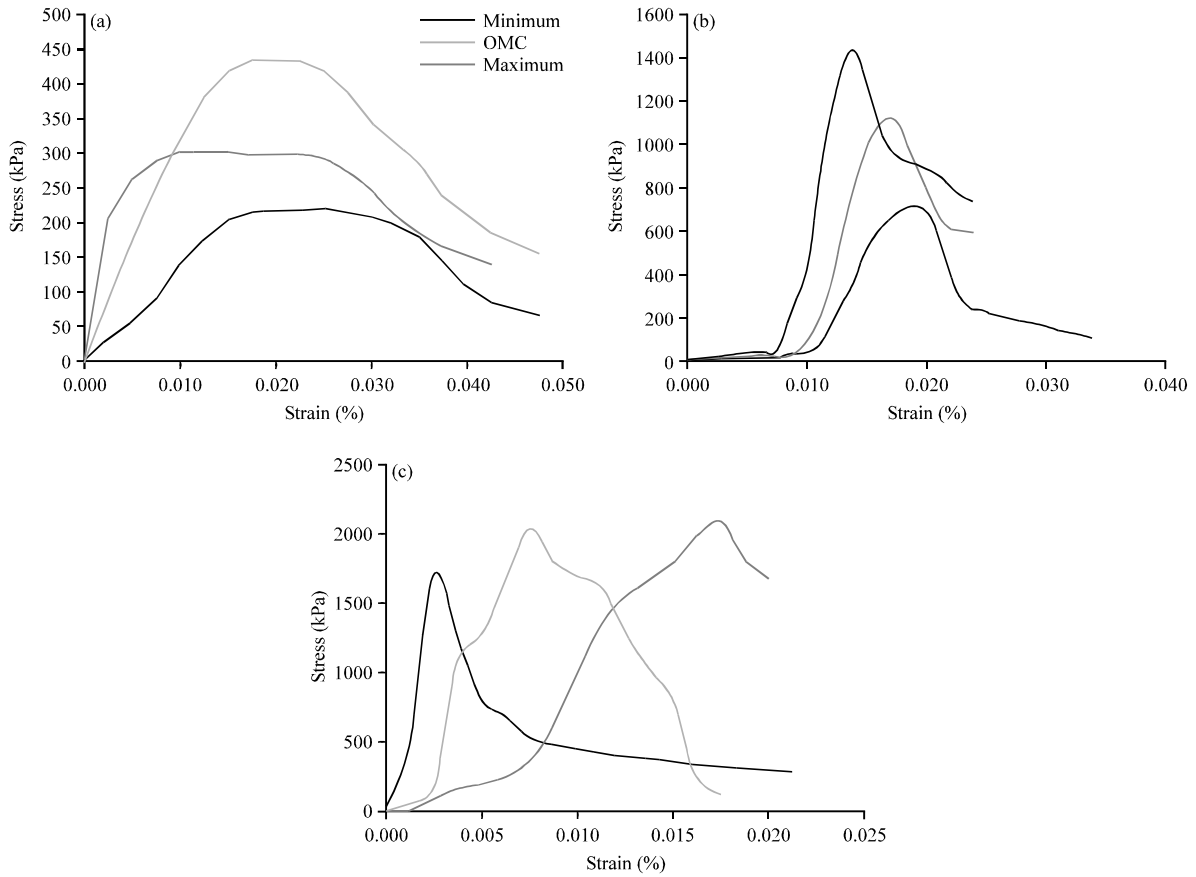 (a)
Minimum
OMC
Maximum
500
450
400
350
300
250
200
150
100
50
0
Stress (kPa)
0.000 0.010 0.020 0.030 0.040 0.050
Strain (%)
(b)
1600
1400
1200
1000
800
600
400
200
0
Stress (kPa)
0.000 0.010 0.020 0.030 0.040
Strain (%)
(c)
2500
2000
1500
1000
500
0
Stress (kPa)
0.000 0.005 0.010 0.015 0.020 0.025
Strain (%)